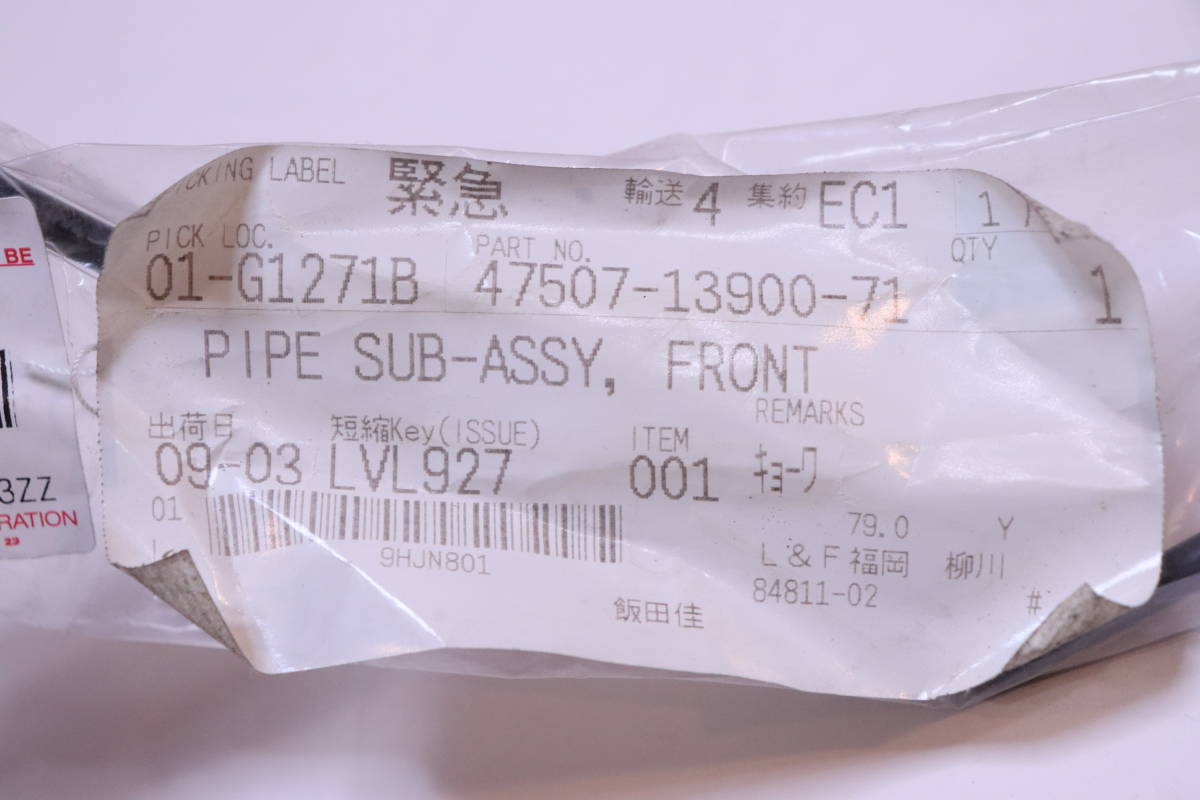 PICKING LABEL 緊急 輸送 4 集約 EC1 1
PICK LOC. PART NO. QTY
01-G1271B 47507-13900-71 1
PIPE SUB-ASSY, FRONT
REMARKS
出荷日 短縮Key(ISSUE) ITEM
09-03 LVL927 001 ｷｮｰﾜ
01
9HJN801
79.0 Y
L&F福岡 柳川
84811-02 #
飯田佳
BE
3ZZ
RATION
23